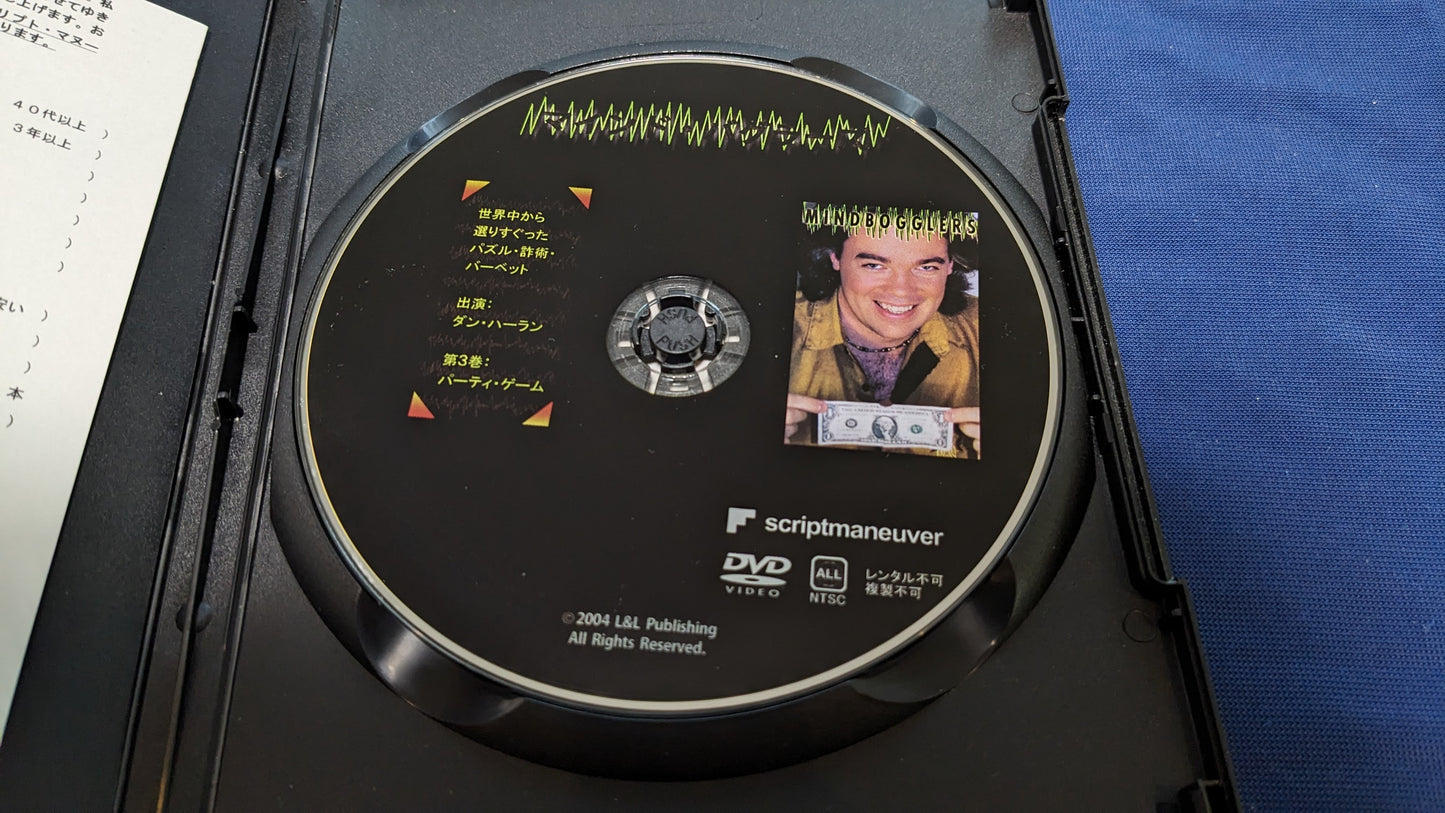 せてゆき
し上げます。お
リプト・マヌー
ります。
４０代以上 )
３年以上 )
)
)
)
)
)
)
)
)
本
)
世界中から
選りすぐった
パズル・詐術・
バーベット
出演：
ダン・ハーラン
第３巻：
パーティ・ゲーム
MINDBOGGLERS
PUSH
scriptmaneuver
DVD
VIDEO
ALL
NTSC
レンタル不可
複製不可
©2004 L&L Publishing
All Rights Reserved.